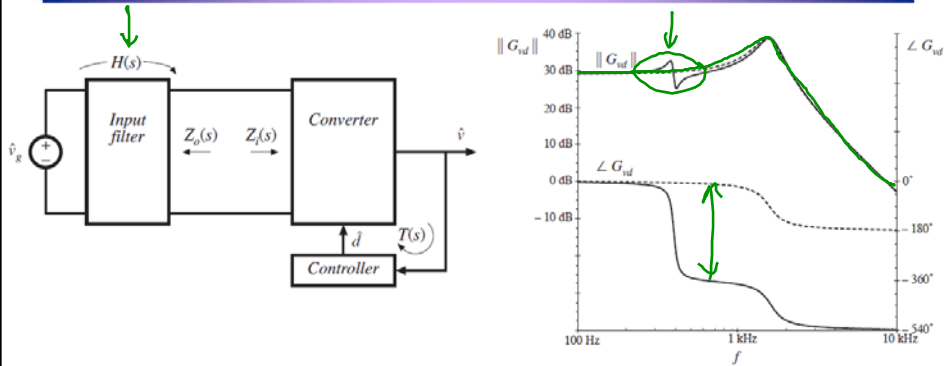 H(s)
Input
filter
Z_o(s)
Z_i(s)
Converter
v̂_g
+
–
v̂
d̂
T(s)
Controller
|| G_vd ||
40 dB
∠ G_vd
|| G_vd ||
30 dB
20 dB
10 dB
∠ G_vd
0 dB
0°
– 10 dB
– 180°
– 360°
– 540°
100 Hz
1 kHz
10 kHz
f